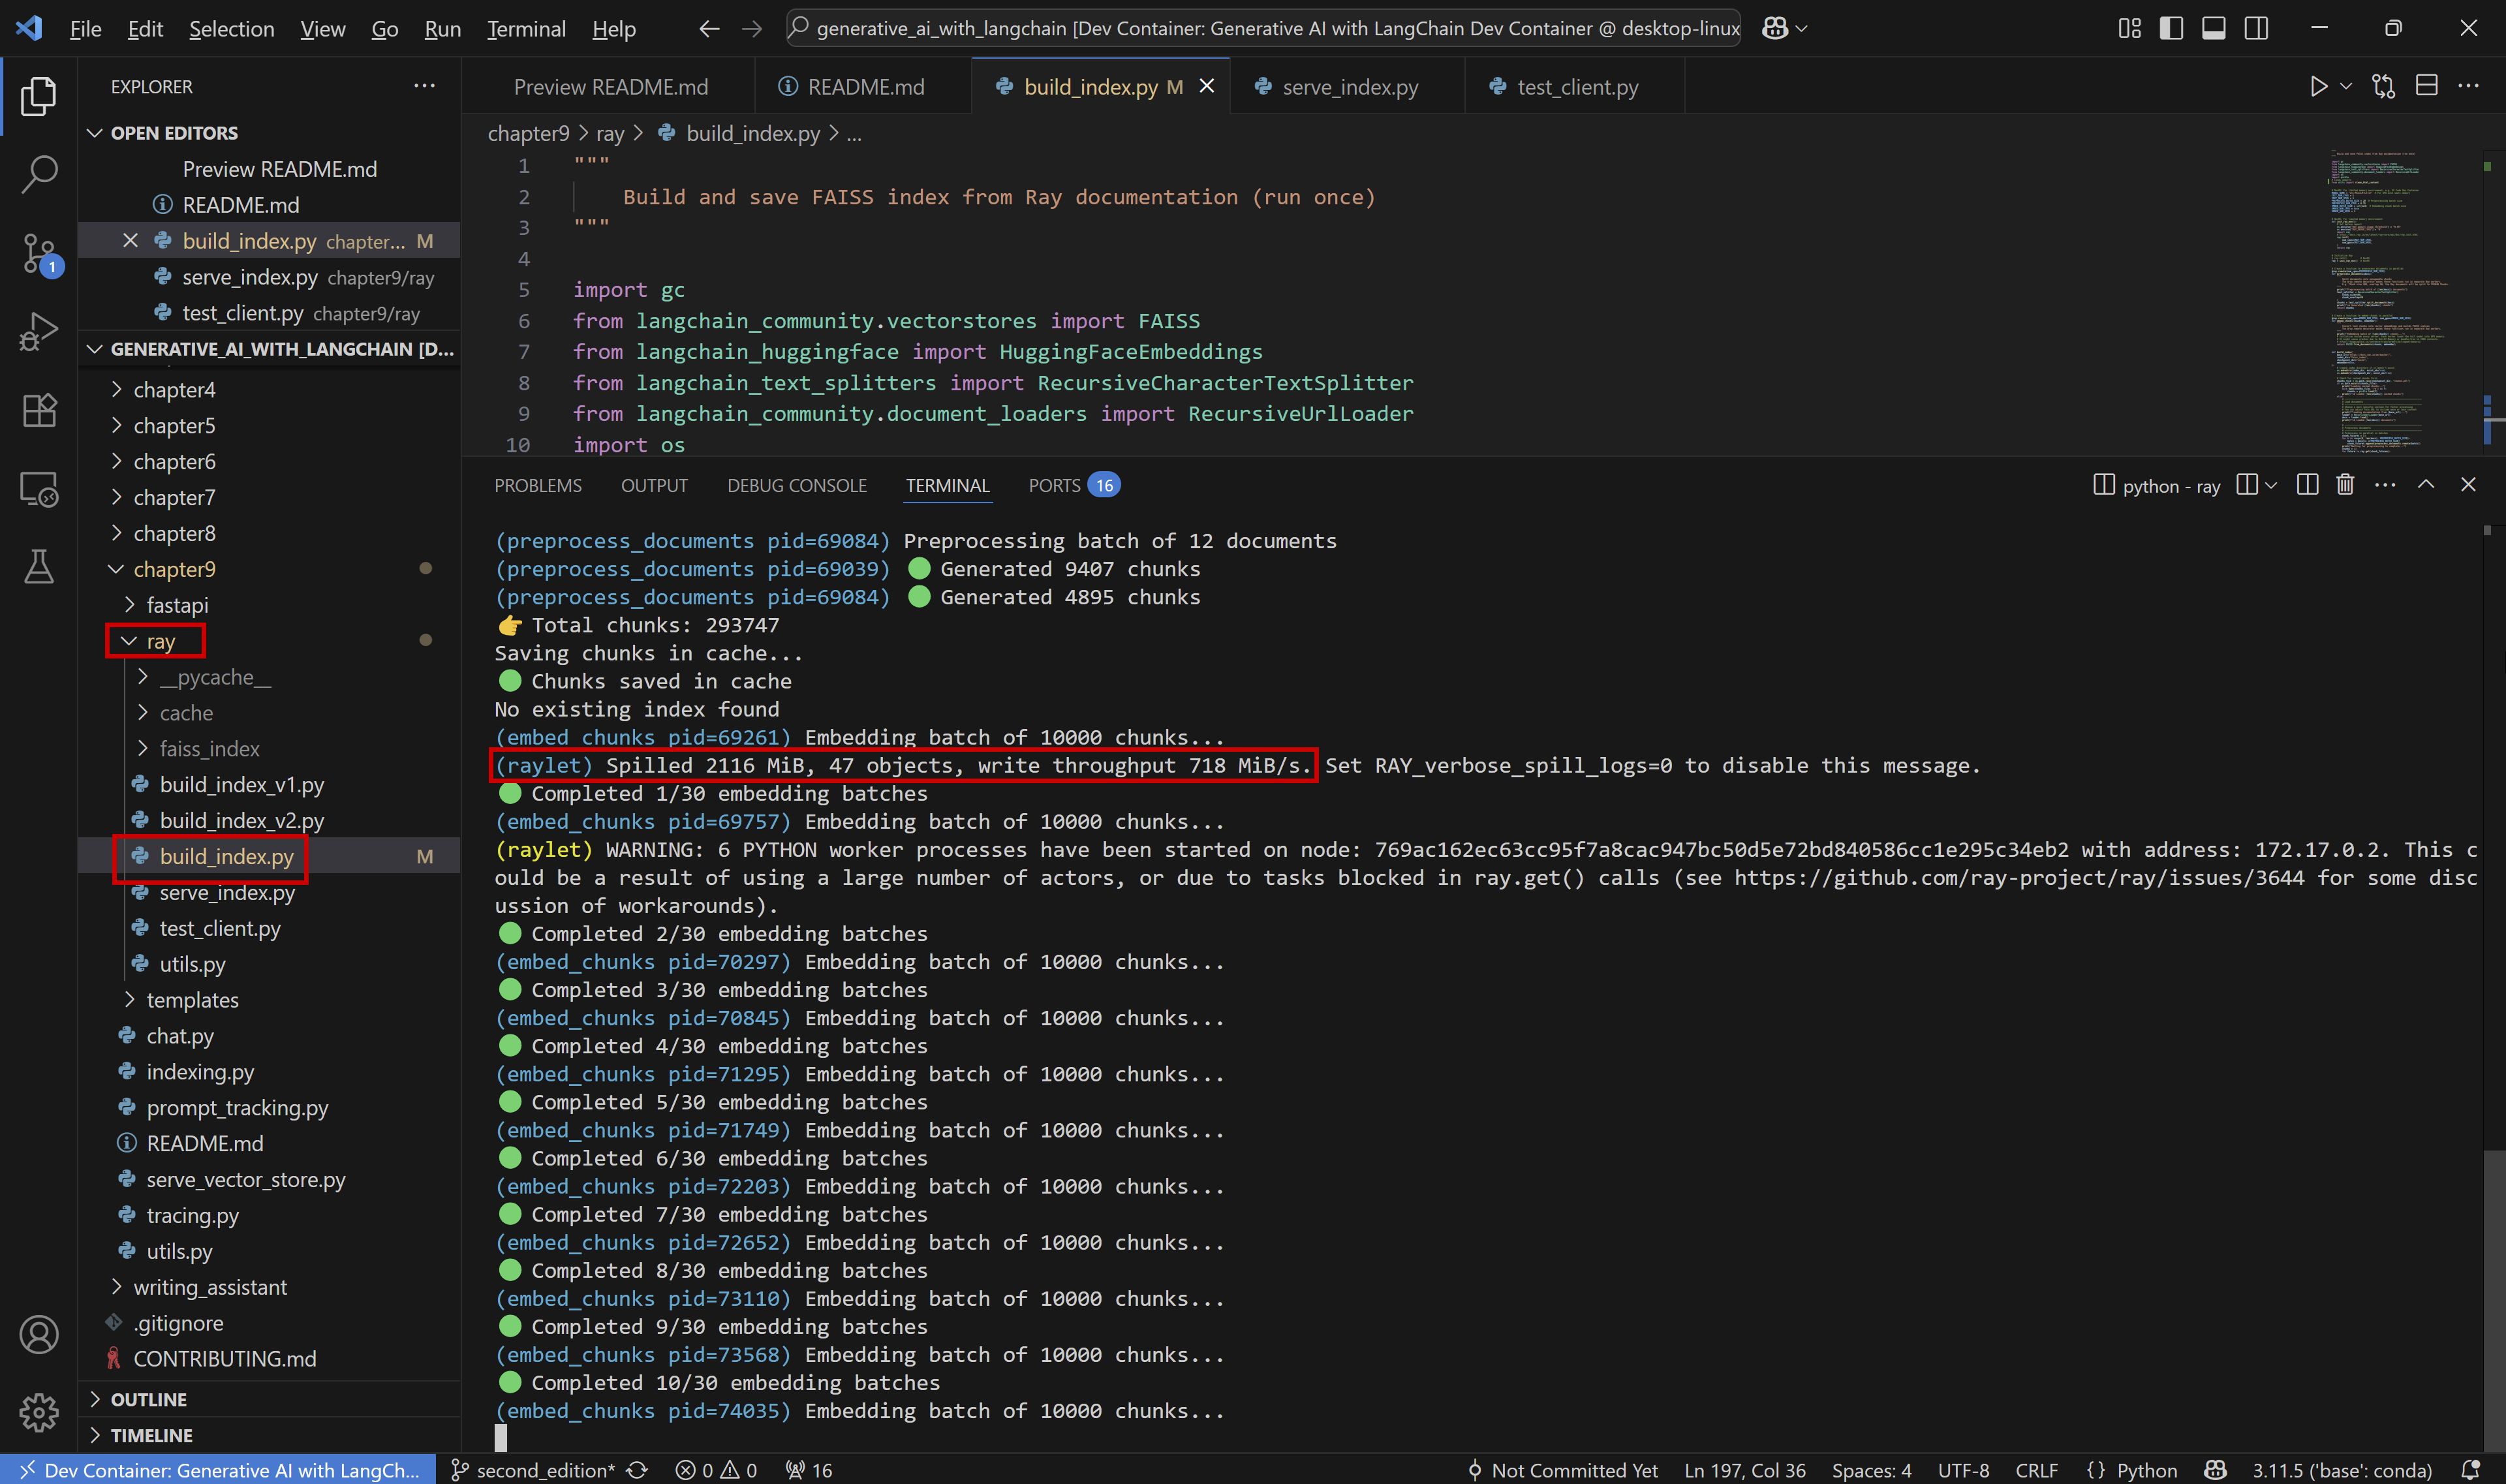 File Edit Selection View Go Run Terminal Help
generative_ai_with_langchain [Dev Container: Generative AI with LangChain Dev Container @ desktop-linux
EXPLORER
OPEN EDITORS
Preview README.md
README.md
build_index.py chapter... M
serve_index.py chapter9/ray
test_client.py chapter9/ray
GENERATIVE_AI_WITH_LANGCHAIN [D...
chapter4
chapter5
chapter6
chapter7
chapter8
chapter9
fastapi
ray
__pycache__
cache
faiss_index
build_index_v1.py
build_index_v2.py
build_index.py M
serve_index.py
test_client.py
utils.py
templates
chat.py
indexing.py
prompt_tracking.py
README.md
serve_vector_store.py
tracing.py
utils.py
writing_assistant
.gitignore
CONTRIBUTING.md
OUTLINE
TIMELINE
1
Preview README.md README.md build_index.py M serve_index.py test_client.py
chapter9 > ray > build_index.py > ...
1 """
2 Build and save FAISS index from Ray documentation (run once)
3 """
4
5 import gc
6 from langchain_community.vectorstores import FAISS
7 from langchain_huggingface import HuggingFaceEmbeddings
8 from langchain_text_splitters import RecursiveCharacterTextSplitter
9 from langchain_community.document_loaders import RecursiveUrlLoader
10 import os
PROBLEMS OUTPUT DEBUG CONSOLE TERMINAL PORTS 16
python - ray
(preprocess_documents pid=69084) Preprocessing batch of 12 documents
(preprocess_documents pid=69039) Generated 9407 chunks
(preprocess_documents pid=69084) Generated 4895 chunks
Total chunks: 293747
Saving chunks in cache...
Chunks saved in cache
No existing index found
(embed_chunks pid=69261) Embedding batch of 10000 chunks...
(raylet) Spilled 2116 MiB, 47 objects, write throughput 718 MiB/s. Set RAY_verbose_spill_logs=0 to disable this message.
Completed 1/30 embedding batches
(embed_chunks pid=69757) Embedding batch of 10000 chunks...
(raylet) WARNING: 6 PYTHON worker processes have been started on node: 769ac162ec63cc95f7a8cac947bc50d5e72bd840586cc1e295c34eb2 with address: 172.17.0.2. This c
ould be a result of using a large number of actors, or due to tasks blocked in ray.get() calls (see https://github.com/ray-project/ray/issues/3644 for some disc
ussion of workarounds).
Completed 2/30 embedding batches
(embed_chunks pid=70297) Embedding batch of 10000 chunks...
Completed 3/30 embedding batches
(embed_chunks pid=70845) Embedding batch of 10000 chunks...
Completed 4/30 embedding batches
(embed_chunks pid=71295) Embedding batch of 10000 chunks...
Completed 5/30 embedding batches
(embed_chunks pid=71749) Embedding batch of 10000 chunks...
Completed 6/30 embedding batches
(embed_chunks pid=72203) Embedding batch of 10000 chunks...
Completed 7/30 embedding batches
(embed_chunks pid=72652) Embedding batch of 10000 chunks...
Completed 8/30 embedding batches
(embed_chunks pid=73110) Embedding batch of 10000 chunks...
Completed 9/30 embedding batches
(embed_chunks pid=73568) Embedding batch of 10000 chunks...
Completed 10/30 embedding batches
(embed_chunks pid=74035) Embedding batch of 10000 chunks...
Dev Container: Generative AI with LangCh... second_edition* 0 0 16 Not Committed Yet Ln 197, Col 36 Spaces: 4 UTF-8 CRLF {} Python 3.11.5 ('base': conda)